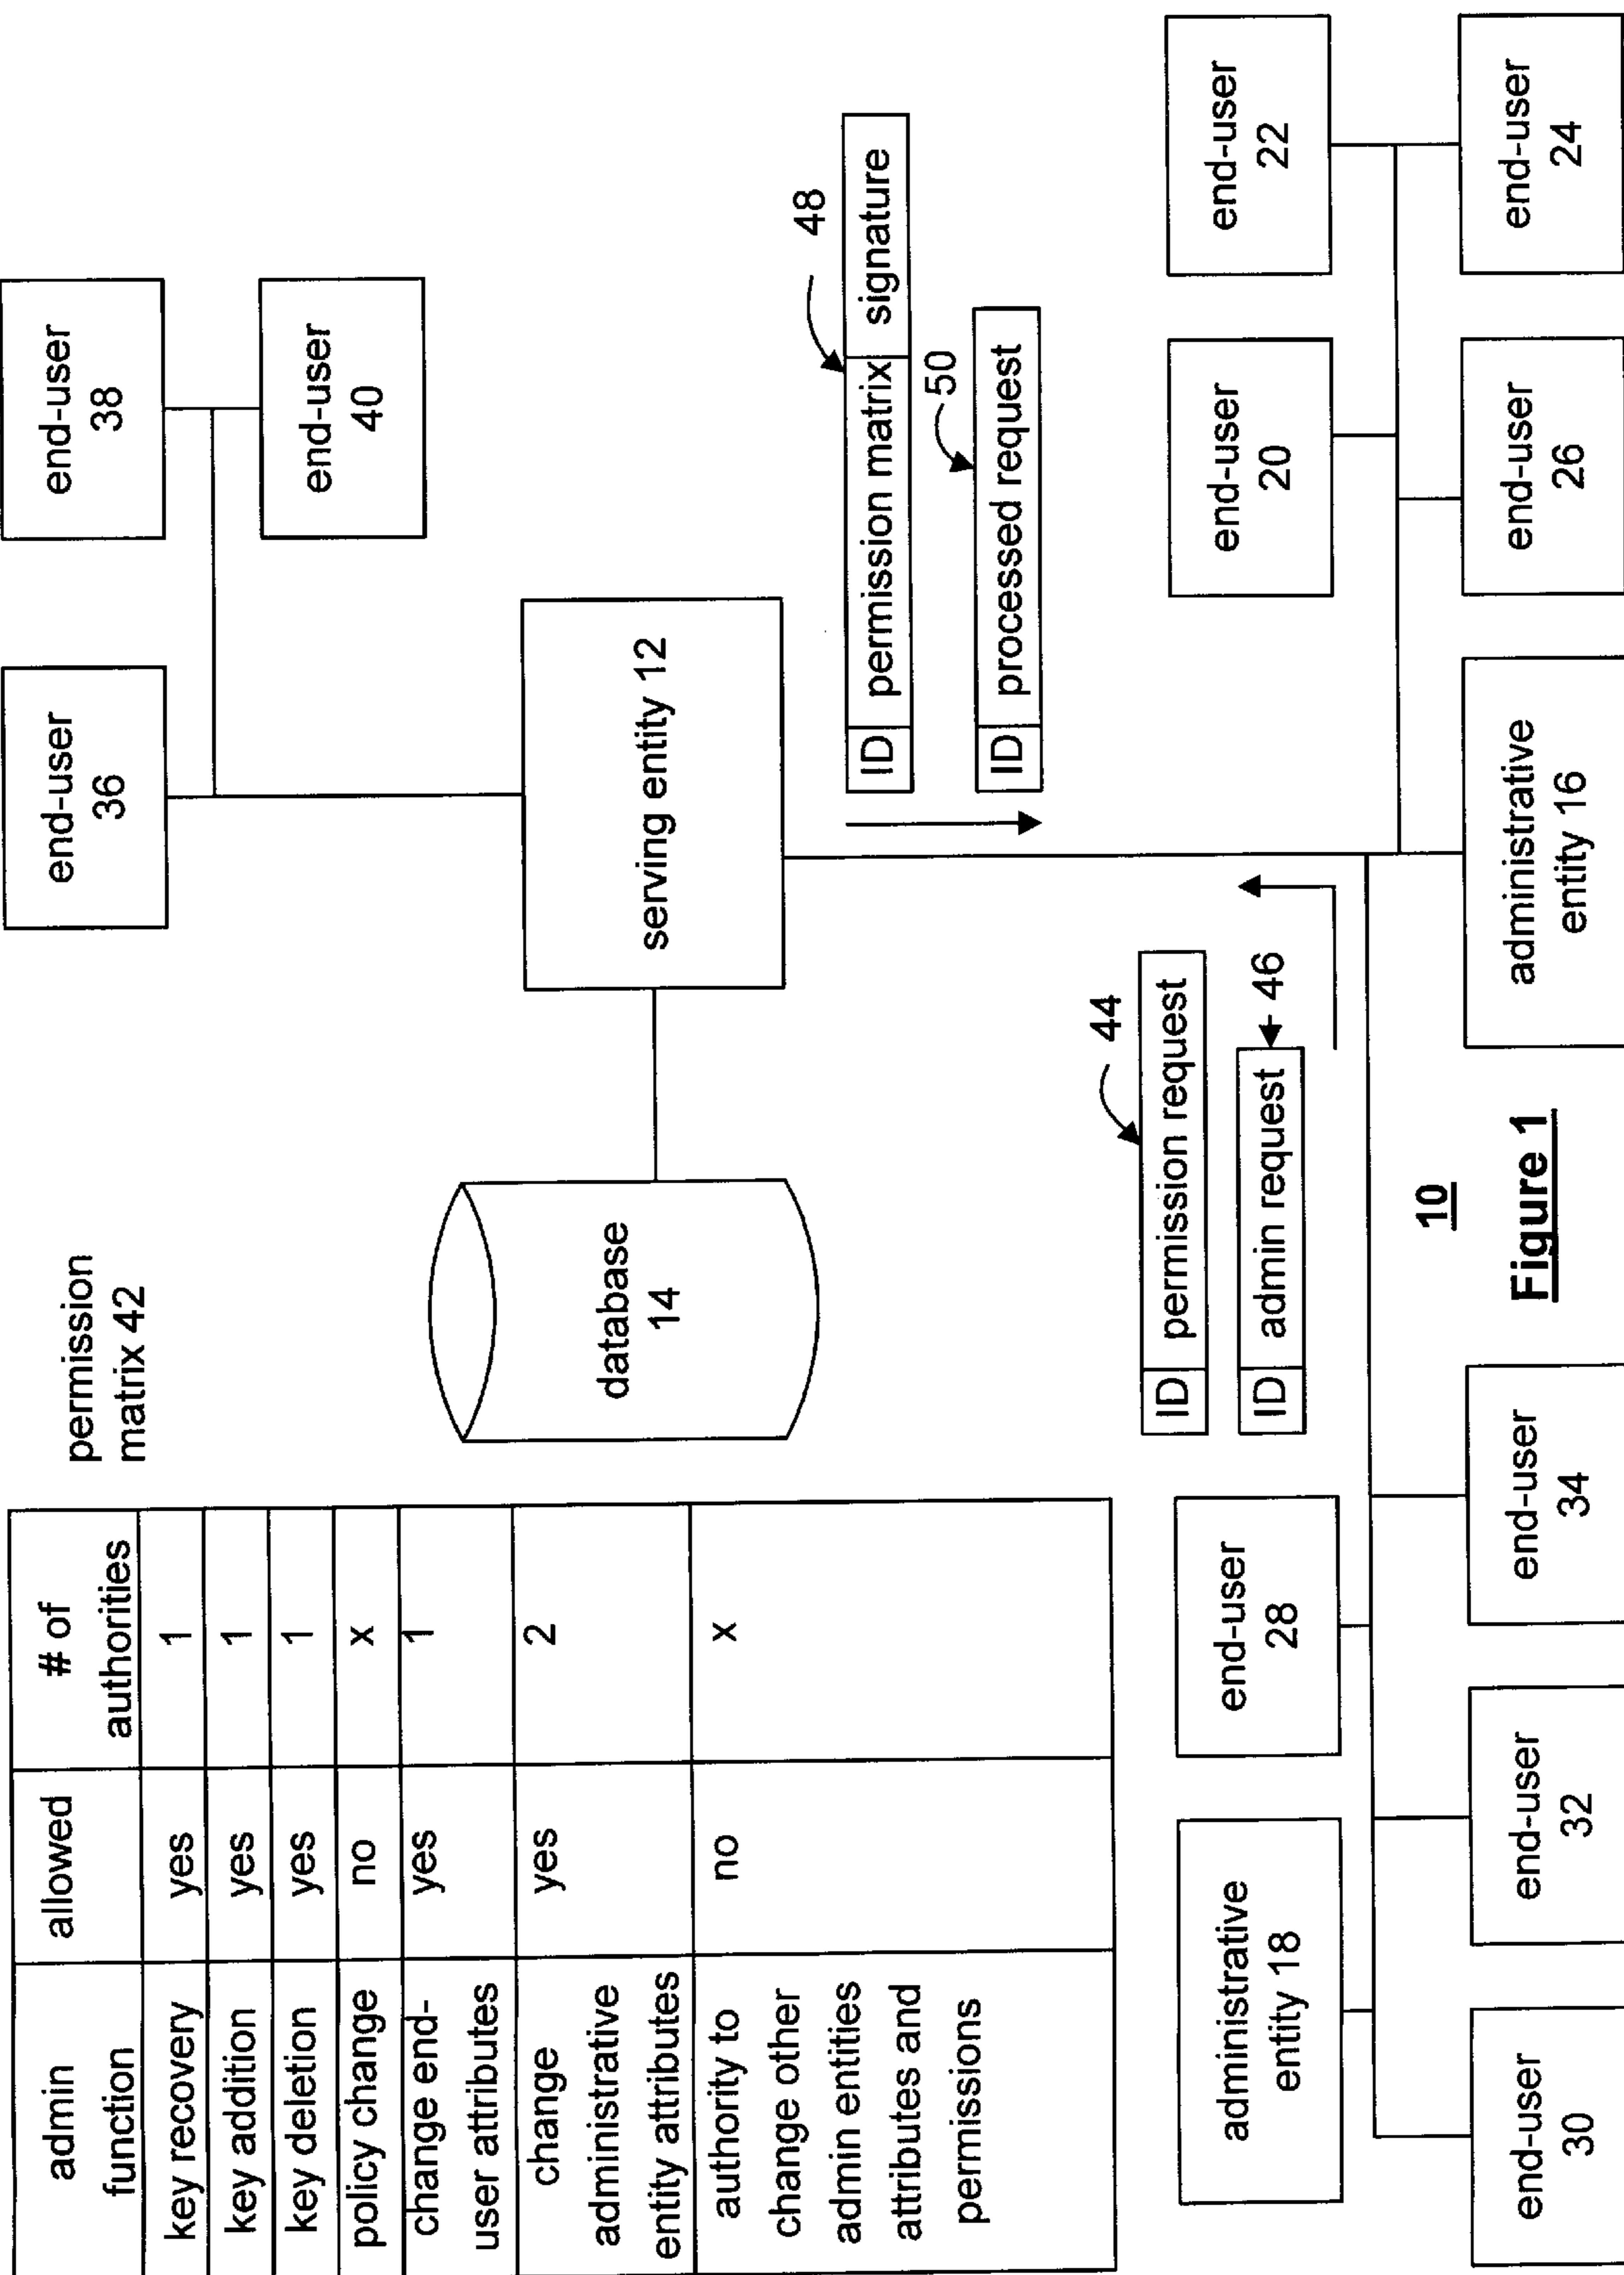 admin function
allowed
# of authorities
key recovery
yes
1
key addition
yes
1
key deletion
yes
1
policy change
no
x
change end-
user attributes
yes
1
change
administrative
entity attributes
yes
2
authority to
change other
admin entities
attributes and
permissions
no
x
permission
matrix 42
database
14
serving entity 12
end-user
36
end-user
38
end-user
40
48
ID
permission matrix
signature
50
ID
processed request
44
ID
permission request
ID
admin request
46
administrative
entity 18
end-user
28
end-user
20
end-user
22
end-user
30
end-user
32
end-user
34
administrative
entity 16
end-user
26
end-user
24
10
Figure 1